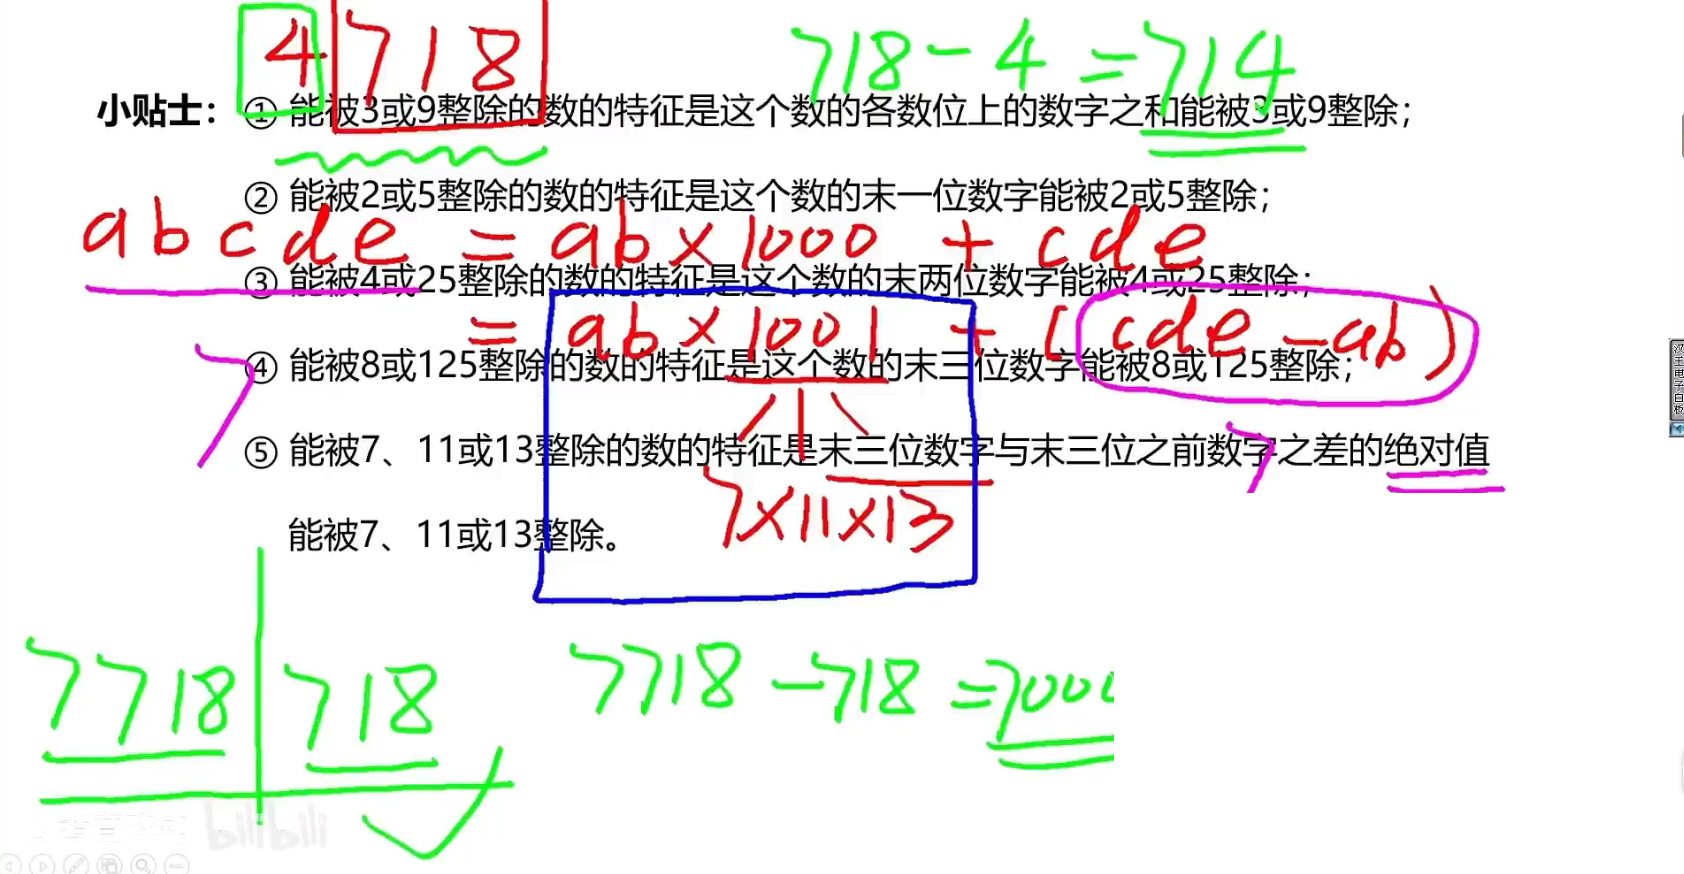 4718
718-4=714
小贴士：① 能被3或9整除的数的特征是这个数的各数位上的数字之和能被3或9整除；
② 能被2或5整除的数的特征是这个数的末一位数字能被2或5整除；
abcde = ab×1000 + cde
③ 能被4或25整除的数的特征是这个数的末两位数字能被4或25整除；
= ab×1001 + (cde-ab)
7
④ 能被8或125整除的数的特征是这个数的末三位数字能被8或125整除；
⑤ 能被7、11或13整除的数的特征是末三位数字与末三位之前数字之差的绝对值
7
7×11×13
能被7、11或13整除。
7718 718
7718-718=7000
bilibili
汉王电子白板